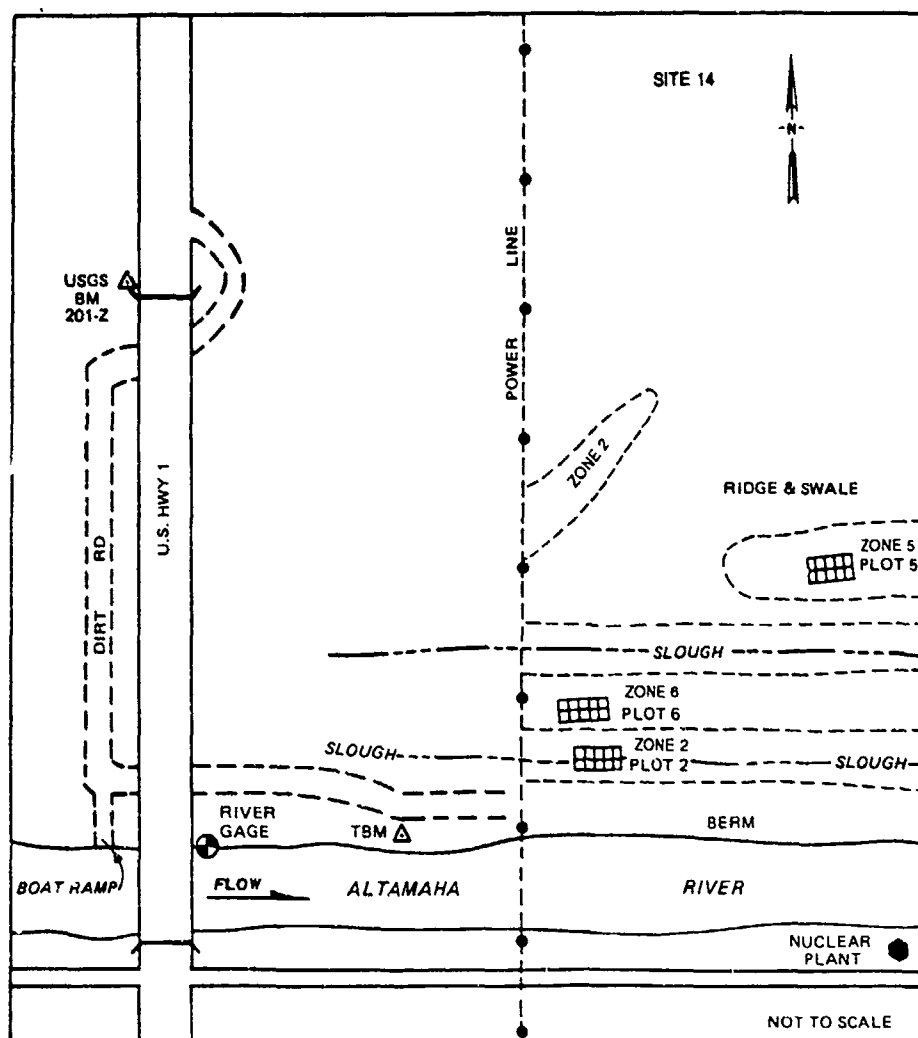 SITE 14
-N-
POWER LINE
USGS
BM
201-Z
ZONE 2
U.S. HWY 1
DIRT RD
RIDGE & SWALE
ZONE 5
PLOT 5
SLOUGH
ZONE 6
PLOT 6
SLOUGH
ZONE 2
PLOT 2
SLOUGH
RIVER
GAGE
TBM
BERM
BOAT RAMP
FLOW
ALTAMAHA RIVER
NUCLEAR
PLANT
NOT TO SCALE